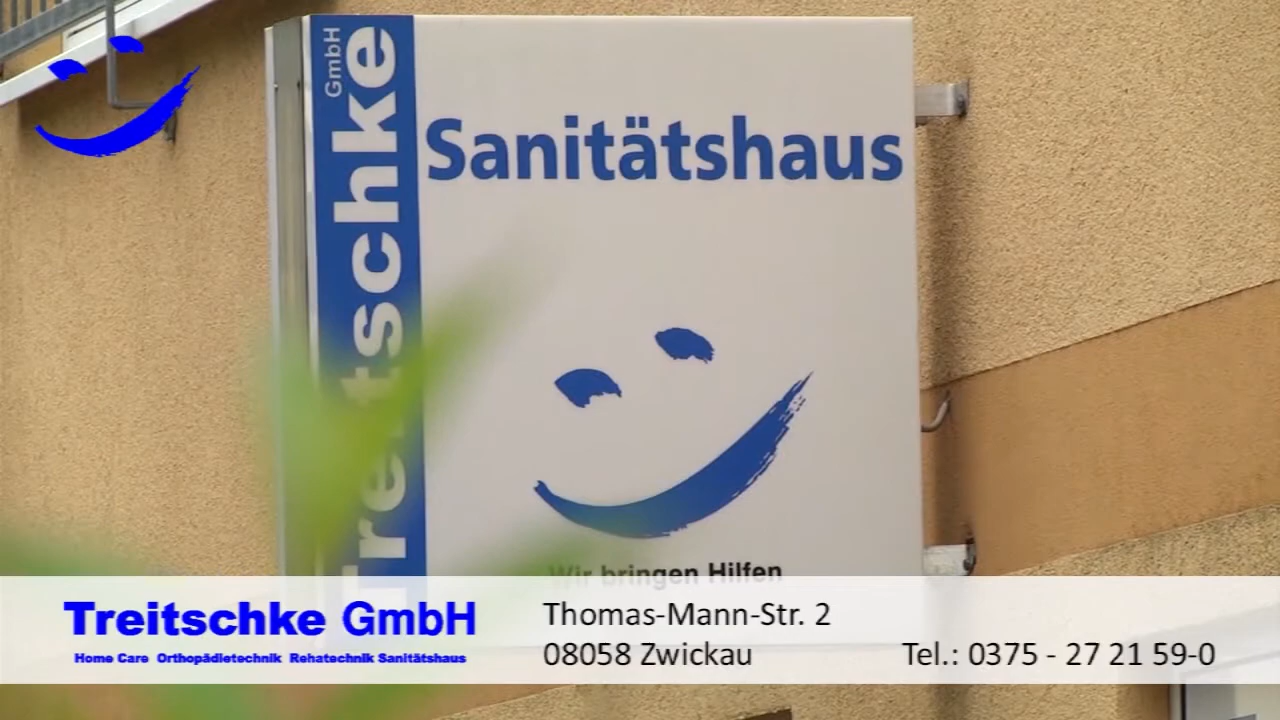 Treitschke GmbH
Sanitätshaus
Wir bringen Hilfen
Treitschke GmbH
Home Care Orthopädietechnik Rehatechnik Sanitätshaus
Thomas-Mann-Str. 2
08058 Zwickau
Tel.: 0375 - 27 21 59-0